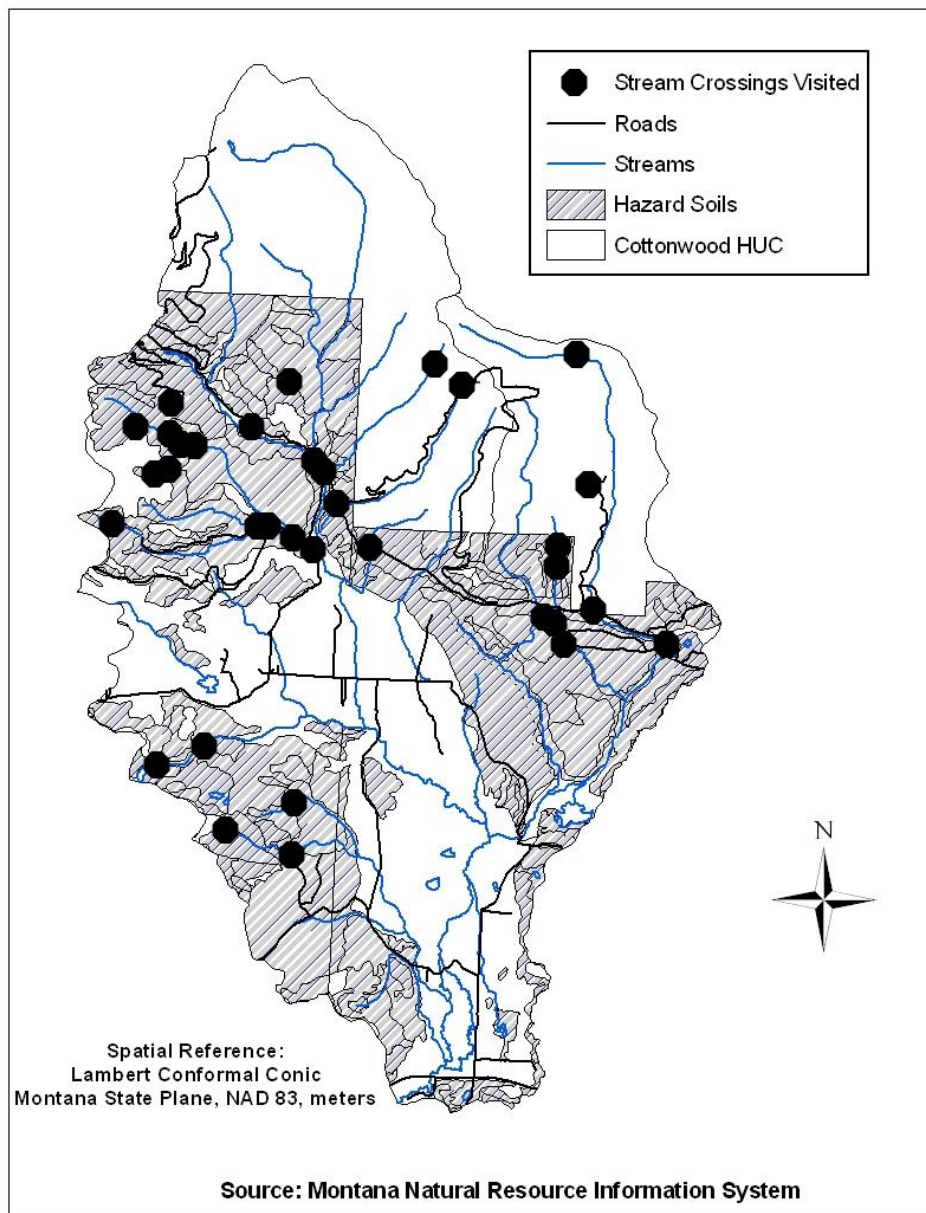 Stream Crossings Visited
Roads
Streams
Hazard Soils
Cottonwood HUC
N
Spatial Reference:
Lambert Conformal Conic
Montana State Plane, NAD 83, meters
Source: Montana Natural Resource Information System